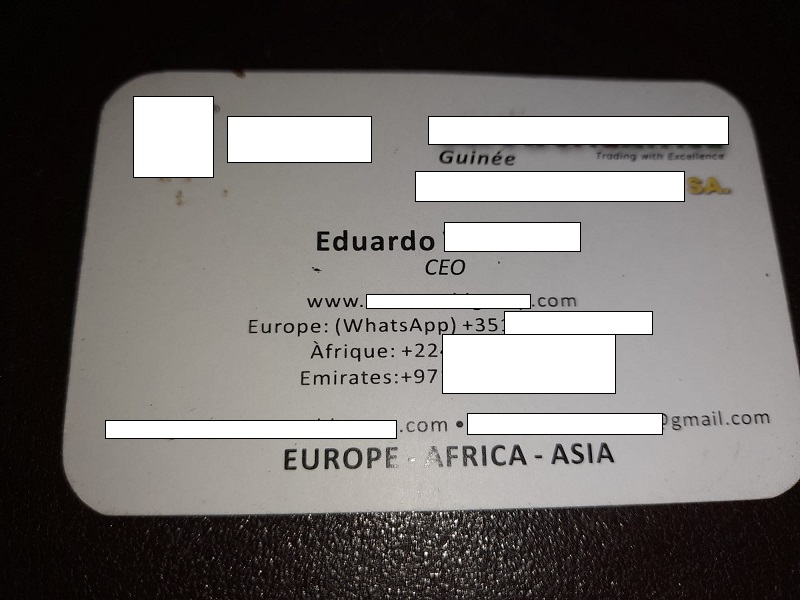 Guinée
Trading with Excellence
SA.
Eduardo
CEO
www. .com
Europe: (WhatsApp) +351
Àfrique: +224
Emirates:+97
.com • @gmail.com
EUROPE - AFRICA - ASIA